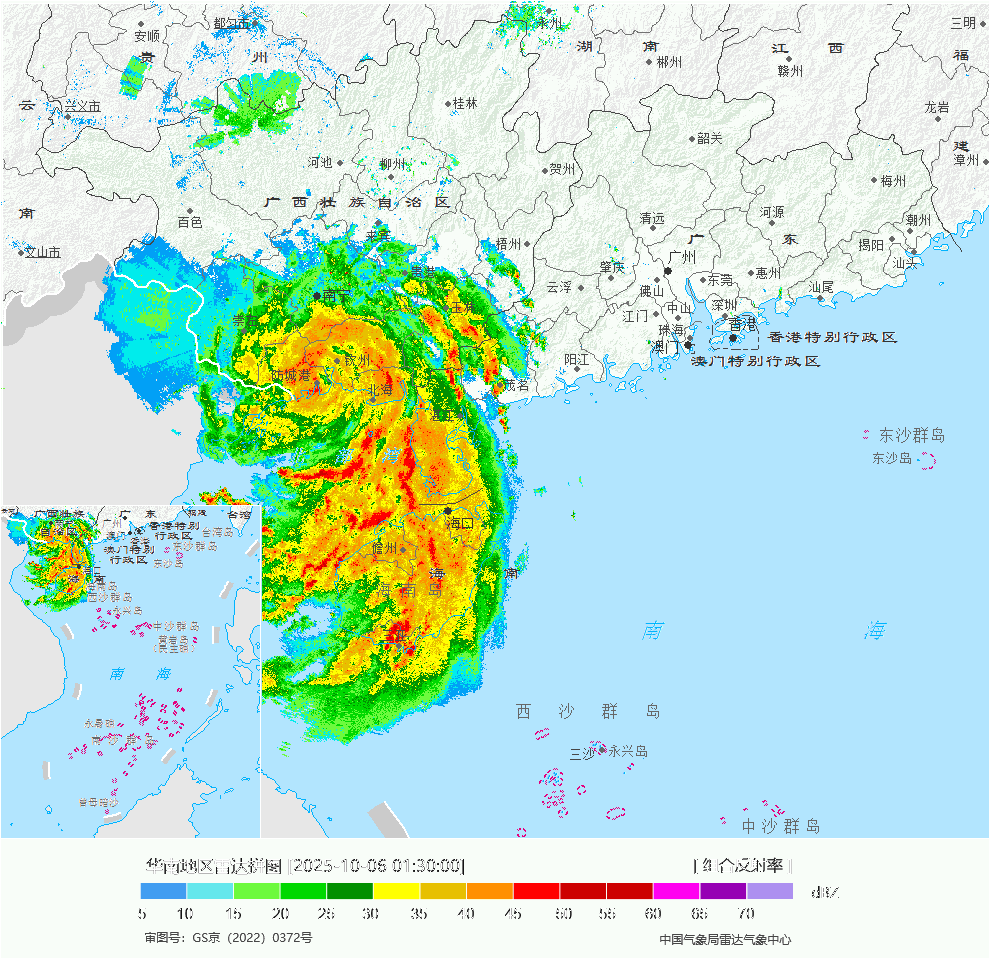 都匀市
永州
三明
安顺
贵
州
湖
南
江
西
福
郴州
赣州
云
兴义市
桂林
龙岩
韶关
建
河池
柳州
贺州
漳州
梅州
广西壮族自治区
南
百色
河源
潮州
清远
来宾
梧州
广
东
揭阳
文山市
广州
汕头
肇庆
贵港
惠州
东莞
云浮
佛山
汕尾
南宁
玉林
中山
深圳
江门
崇左
珠海
香港
香港特别行政区
澳门
澳门特别行政区
钦州
阳江
防城港
茂名
北海
湛江
东沙群岛
东沙岛
海口
儋州
海
南
海南岛
三亚
南
海
西沙群岛
三沙
永兴岛
中沙群岛
广西壮族
自治区
广
东
福建
台湾
广州
香港特别
行政区
台湾岛
澳门特别
行政区
东沙群岛
东沙岛
海南岛
西沙群岛
永兴岛
中沙群岛
黄岩岛
(民主礁)
南
海
永暑礁
南沙群岛
曾母暗沙
华南地区雷达拼图 [2025-10-06 01:30:00]
[ 组合反射率 ]
dBZ
5 10 15 20 25 30 35 40 45 50 55 60 65 70
审图号：GS京（2022）0372号
中国气象局雷达气象中心